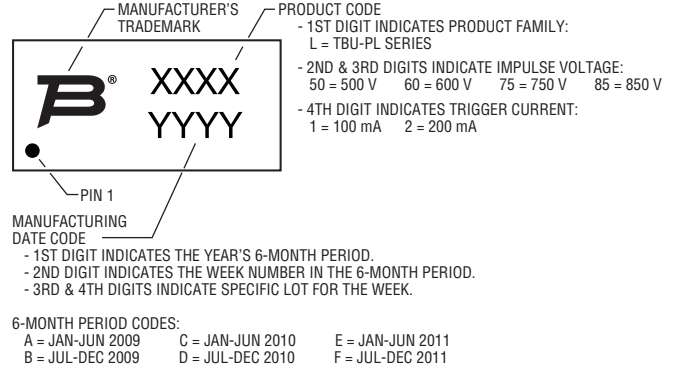 MANUFACTURER'S
TRADEMARK
PRODUCT CODE
- 1ST DIGIT INDICATES PRODUCT FAMILY:
L = TBU-PL SERIES
- 2ND & 3RD DIGITS INDICATE IMPULSE VOLTAGE:
50 = 500 V 60 = 600 V 75 = 750 V 85 = 850 V
- 4TH DIGIT INDICATES TRIGGER CURRENT:
1 = 100 mA 2 = 200 mA
B®
XXXX
YYYY
PIN 1
MANUFACTURING
DATE CODE
- 1ST DIGIT INDICATES THE YEAR'S 6-MONTH PERIOD.
- 2ND DIGIT INDICATES THE WEEK NUMBER IN THE 6-MONTH PERIOD.
- 3RD & 4TH DIGITS INDICATE SPECIFIC LOT FOR THE WEEK.
6-MONTH PERIOD CODES:
A = JAN-JUN 2009 C = JAN-JUN 2010 E = JAN-JUN 2011
B = JUL-DEC 2009 D = JUL-DEC 2010 F = JUL-DEC 2011